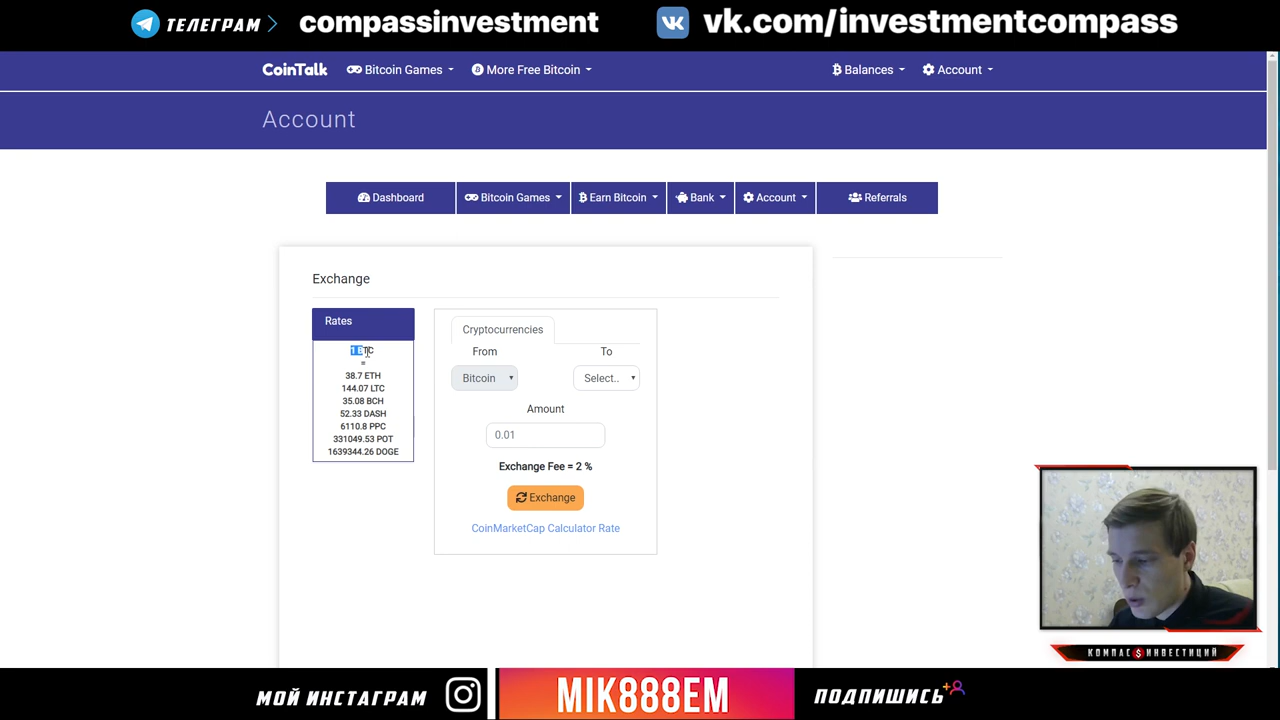 ТЕЛЕГРАМ compassinvestment vk.com/investmentcompass
CoinTalk Bitcoin Games More Free Bitcoin Balances Account
Account
Dashboard Bitcoin Games Earn Bitcoin Bank Account Referrals
Exchange
Rates
1 BTC
=
38.7 ETH
144.07 LTC
35.08 BCH
52.33 DASH
6110.8 PPC
331049.53 POT
1639344.26 DOGE
Cryptocurrencies
From To
Bitcoin Select..
Amount
0.01
Exchange Fee = 2 %
Exchange
CoinMarketCap Calculator Rate
КОМПАС $ ИНВЕСТИЦИЙ
МОЙ ИНСТАГРАМ MIK888EM ПОДПИШИСЬ